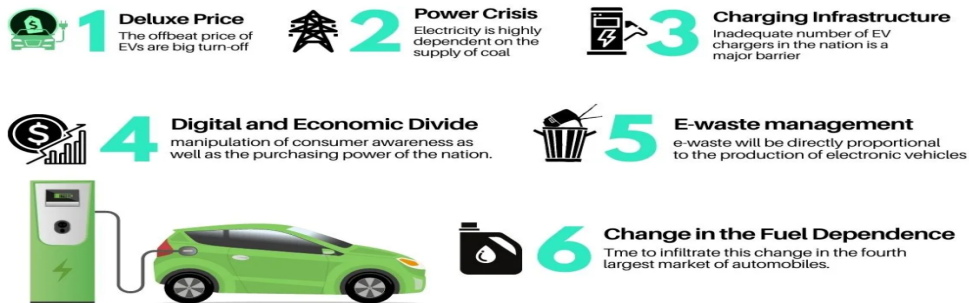 1
Deluxe Price
The offbeat price of
EVs are big turn-off
2
Power Crisis
Electricity is highly
dependent on the
supply of coal
3
Charging Infrastructure
Inadequate number of EV
chargers in the nation is a
major barrier
4
Digital and Economic Divide
manipulation of consumer awareness as
well as the purchasing power of the nation.
5
E-waste management
e-waste will be directly proportional
to the production of electronic vehicles
6
Change in the Fuel Dependence
Tme to infiltrate this change in the fourth
largest market of automobiles.